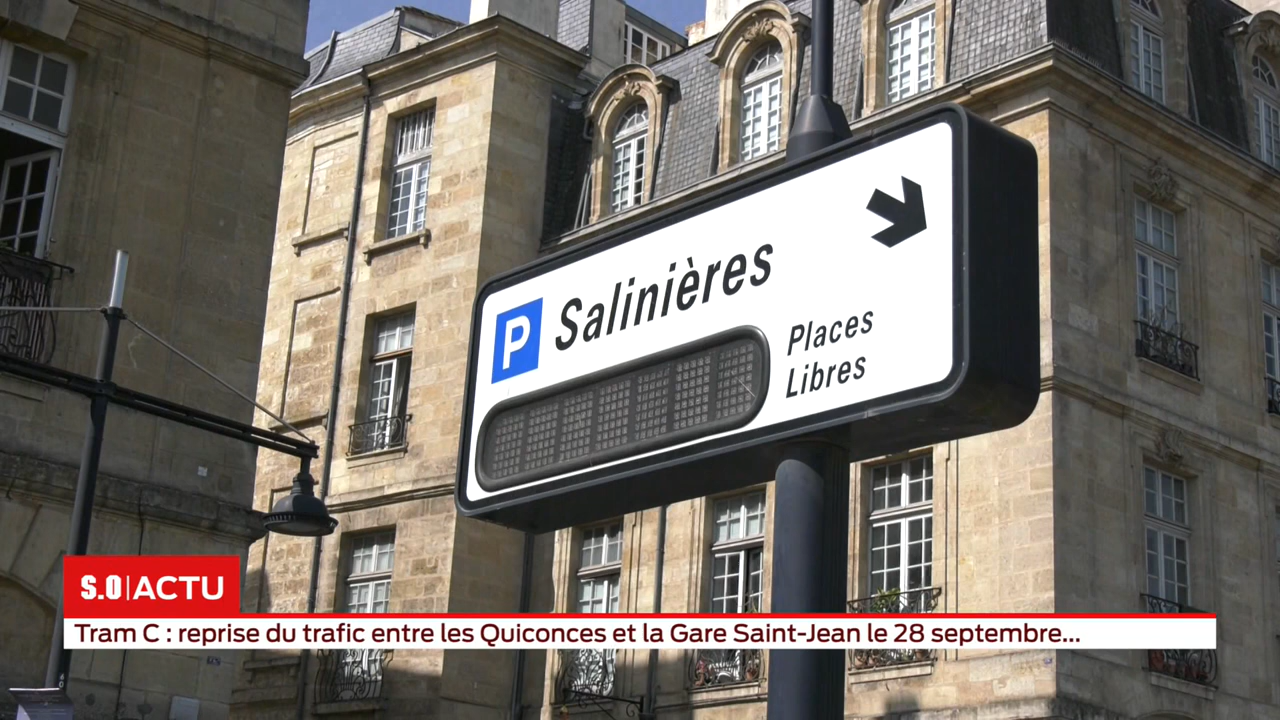 P Salinières
Places
Libres
S.O ACTU
Tram C : reprise du trafic entre les Quiconces et la Gare Saint-Jean le 28 septembre...